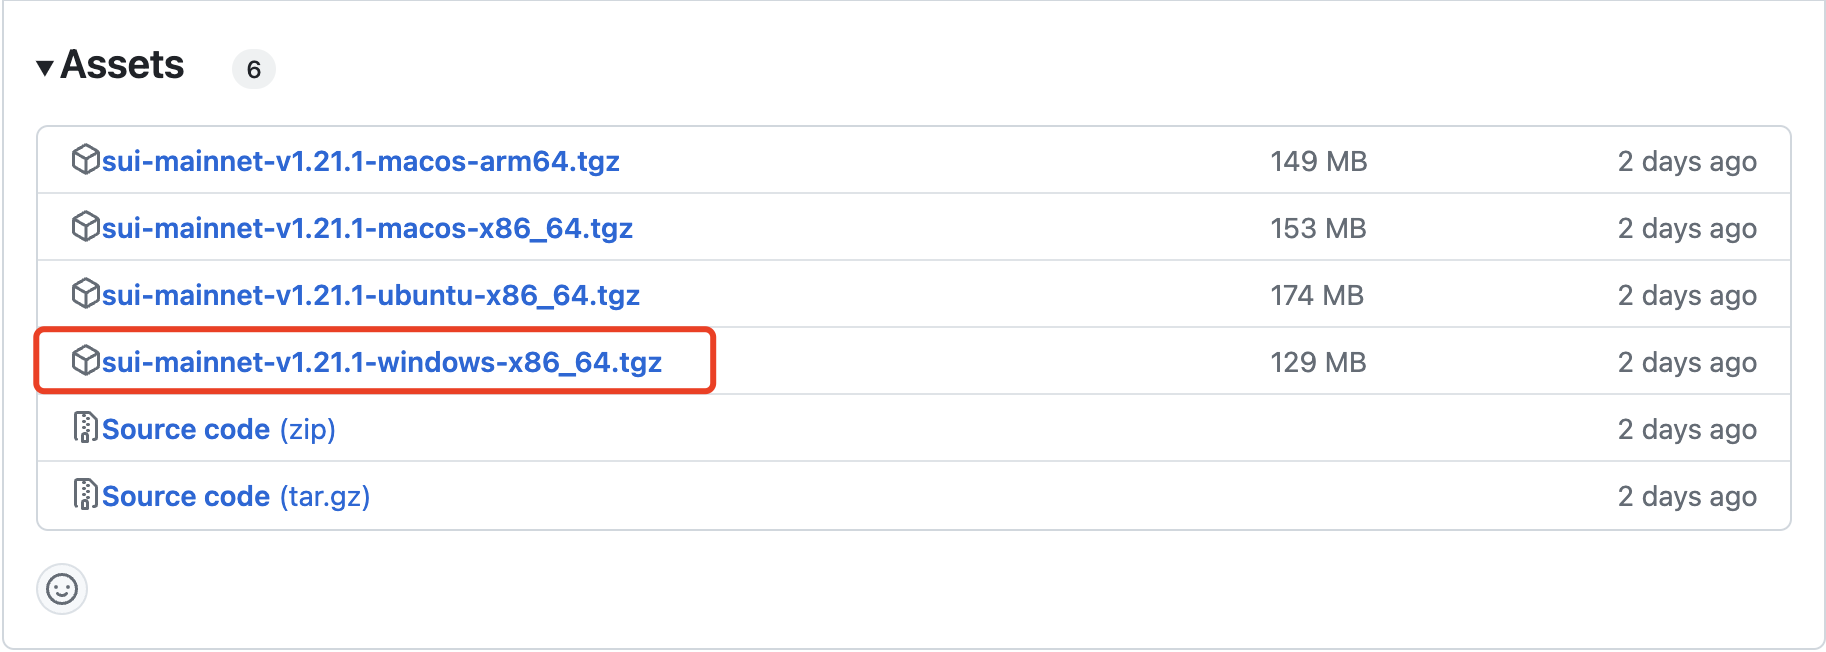 Assets 6
sui-mainnet-v1.21.1-macos-arm64.tgz 149 MB 2 days ago
sui-mainnet-v1.21.1-macos-x86_64.tgz 153 MB 2 days ago
sui-mainnet-v1.21.1-ubuntu-x86_64.tgz 174 MB 2 days ago
sui-mainnet-v1.21.1-windows-x86_64.tgz 129 MB 2 days ago
Source code (zip) 2 days ago
Source code (tar.gz) 2 days ago